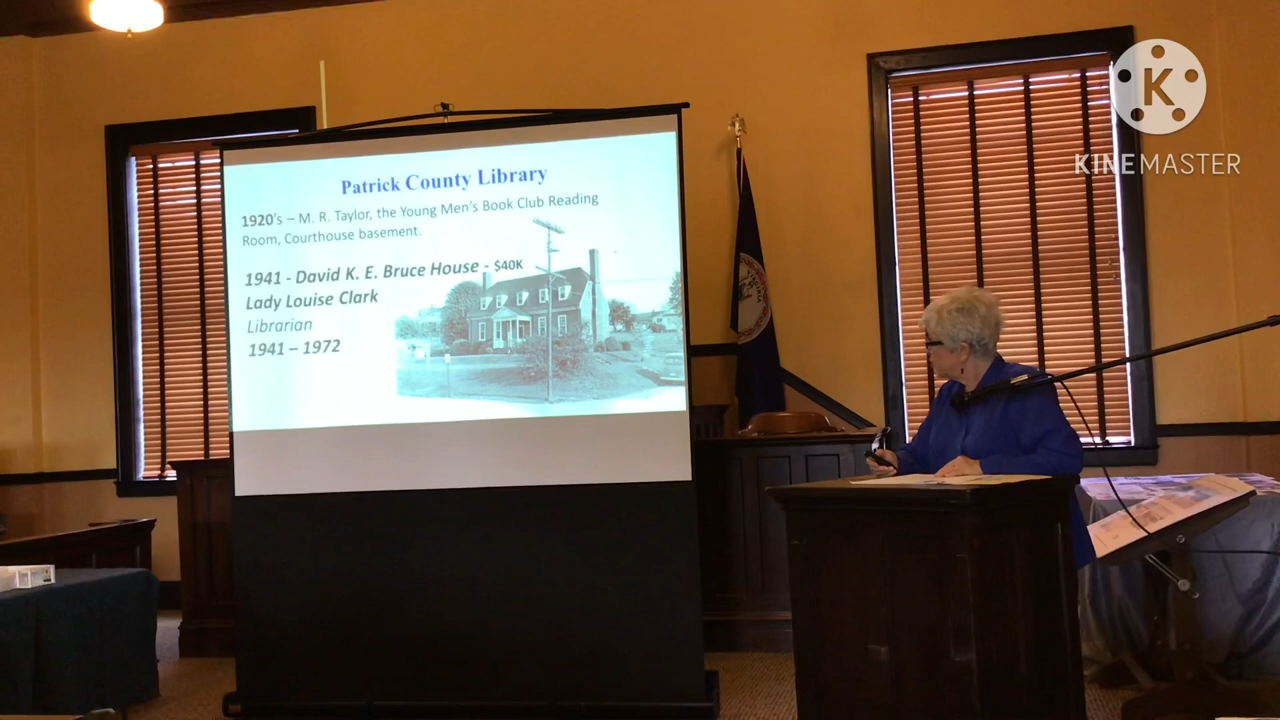 Patrick County Library
1920's – M. R. Taylor, the Young Men's Book Club Reading
Room, Courthouse basement.
1941 - David K. E. Bruce House - $40K
Lady Louise Clark
Librarian
1941 – 1972
K
KINEMASTER